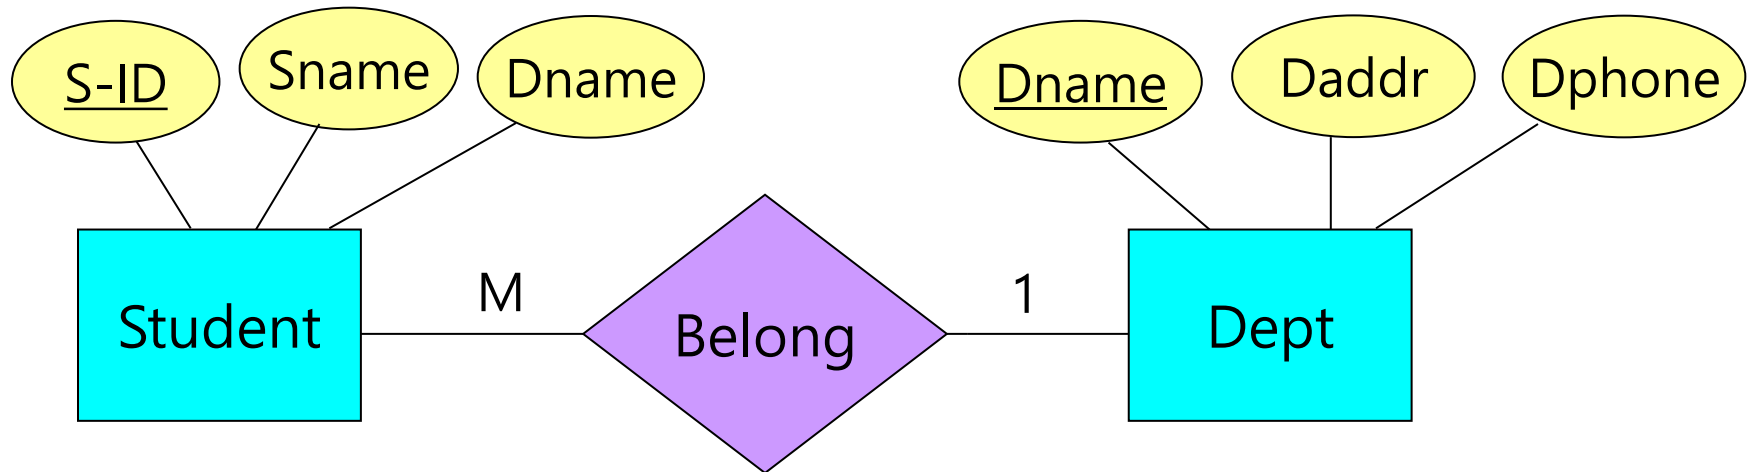 S-ID
Sname
Dname
Dname
Daddr
Dphone
Student
M
Belong
1
Dept